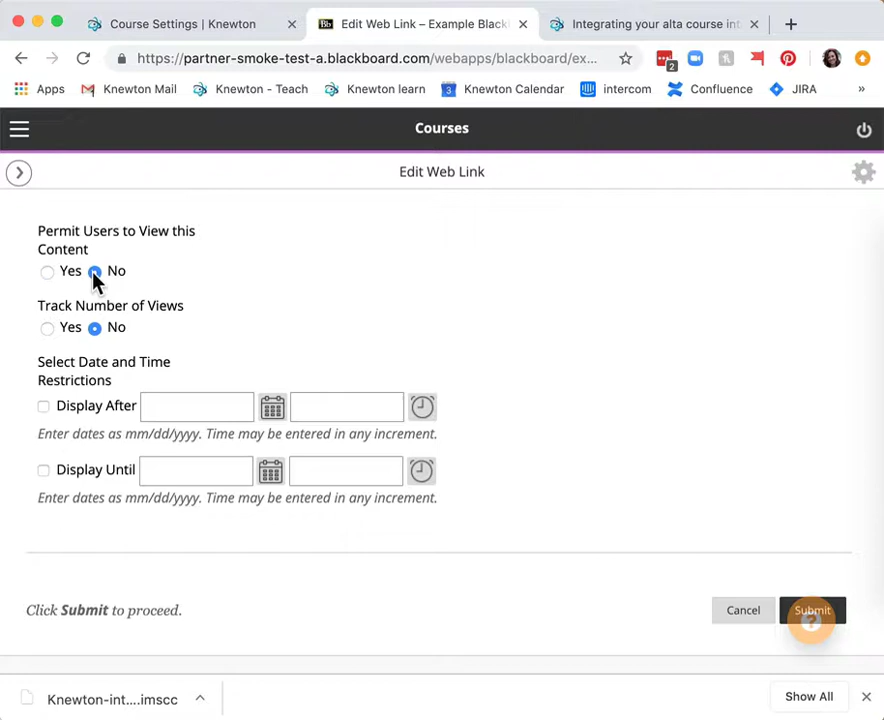 Course Settings | Knewton
Edit Web Link – Example Black
Integrating your alta course int
https://partner-smoke-test-a.blackboard.com/webapps/blackboard/ex...
2
Apps
Knewton Mail
Knewton - Teach
Knewton learn
3
Knewton Calendar
intercom
Confluence
JIRA
»
Courses
Edit Web Link
Permit Users to View this
Content
Yes
No
Track Number of Views
Yes
No
Select Date and Time
Restrictions
Display After
Enter dates as mm/dd/yyyy. Time may be entered in any increment.
Display Until
Enter dates as mm/dd/yyyy. Time may be entered in any increment.
Click Submit to proceed.
Cancel
Submit
?
Knewton-int....imscc
Show All